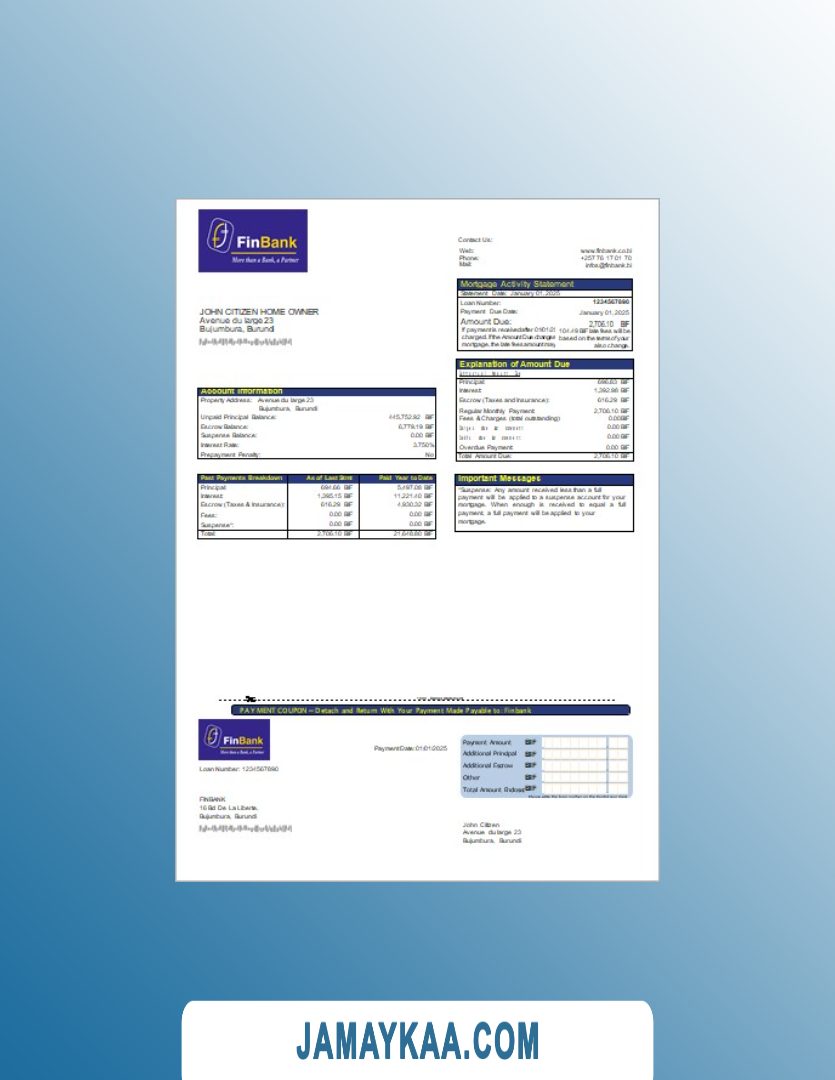 FinBank
More than a Bank, a Partner
Contact Us:
Web: www.finbank.co.bi
Phone: +257 76 17 01 70
Mail: infos@finbank.bi
Mortgage Activity Statement
Statement Date: January 01, 2025
Loan Number: 1234567890
Payment Due Date: January 01, 2025
Amount Due: 2,706.10 BIF
If payment is received after 01/01/2 104.49 BIF late fees will be
charged. If the Amount Due changes based on the terms of your
mortgage, the late fees amount may also change.
JOHN CITIZEN HOME OWNER
Avenue du large 23
Bujumbura, Burundi
Explanation of Amount Due
Principal: 696.83 BIF
Interest: 1,392.98 BIF
Escrow (Taxes and Insurance): 616.29 BIF
Regular Monthly Payment: 2,706.10 BIF
Fees & Charges (total outstanding) 0.00BIF
0.00BIF
0.00 BIF
Overdue Payment: 0.00 BIF
Total Amount Due: 2,706.10 BIF
Account Information
Property Address: Avenue du large 23
Bujumbura, Burundi
Unpaid Principal Balance: 445,752.92 BIF
Escrow Balance: 6,779.19 BIF
Suspense Balance: 0.00 BIF
Interest Rate: 3.750%
Prepayment Penalty: No
Past Payments Breakdown As of Last Stmt Paid Year to Date
Principal: 694.66 BIF 5,497.08 BIF
Interest: 1,395.15 BIF 11,221.40 BIF
Escrow (Taxes & Insurance): 616.29 BIF 4,930.32 BIF
Fees: 0.00 BIF 0.00 BIF
Suspense*: 0.00 BIF 0.00 BIF
Total: 2,706.10 BIF 21,648.80 BIF
Important Messages
*Suspense: Any amount received less than a full
payment will be applied to a suspense account for your
mortgage. When enough is received to equal a full
payment, a full payment will be applied to your
mortgage.
PAYMENT COUPON – Detach and Return With Your Payment Made Payable to: Finbank
FinBank
More than a Bank, a Partner
Payment Date: 01/01/2025
Loan Number: 1234567890
Payment Amount BIF
Additional Principal BIF
Additional Escrow BIF
Other BIF
Total Amount Enclosed BIF
FINBANK
16 Bd De La Liberte,
Bujumbura, Burundi
John Citizen
Avenue du large 23
Bujumbura, Burundi
JAMAYKAA.COM